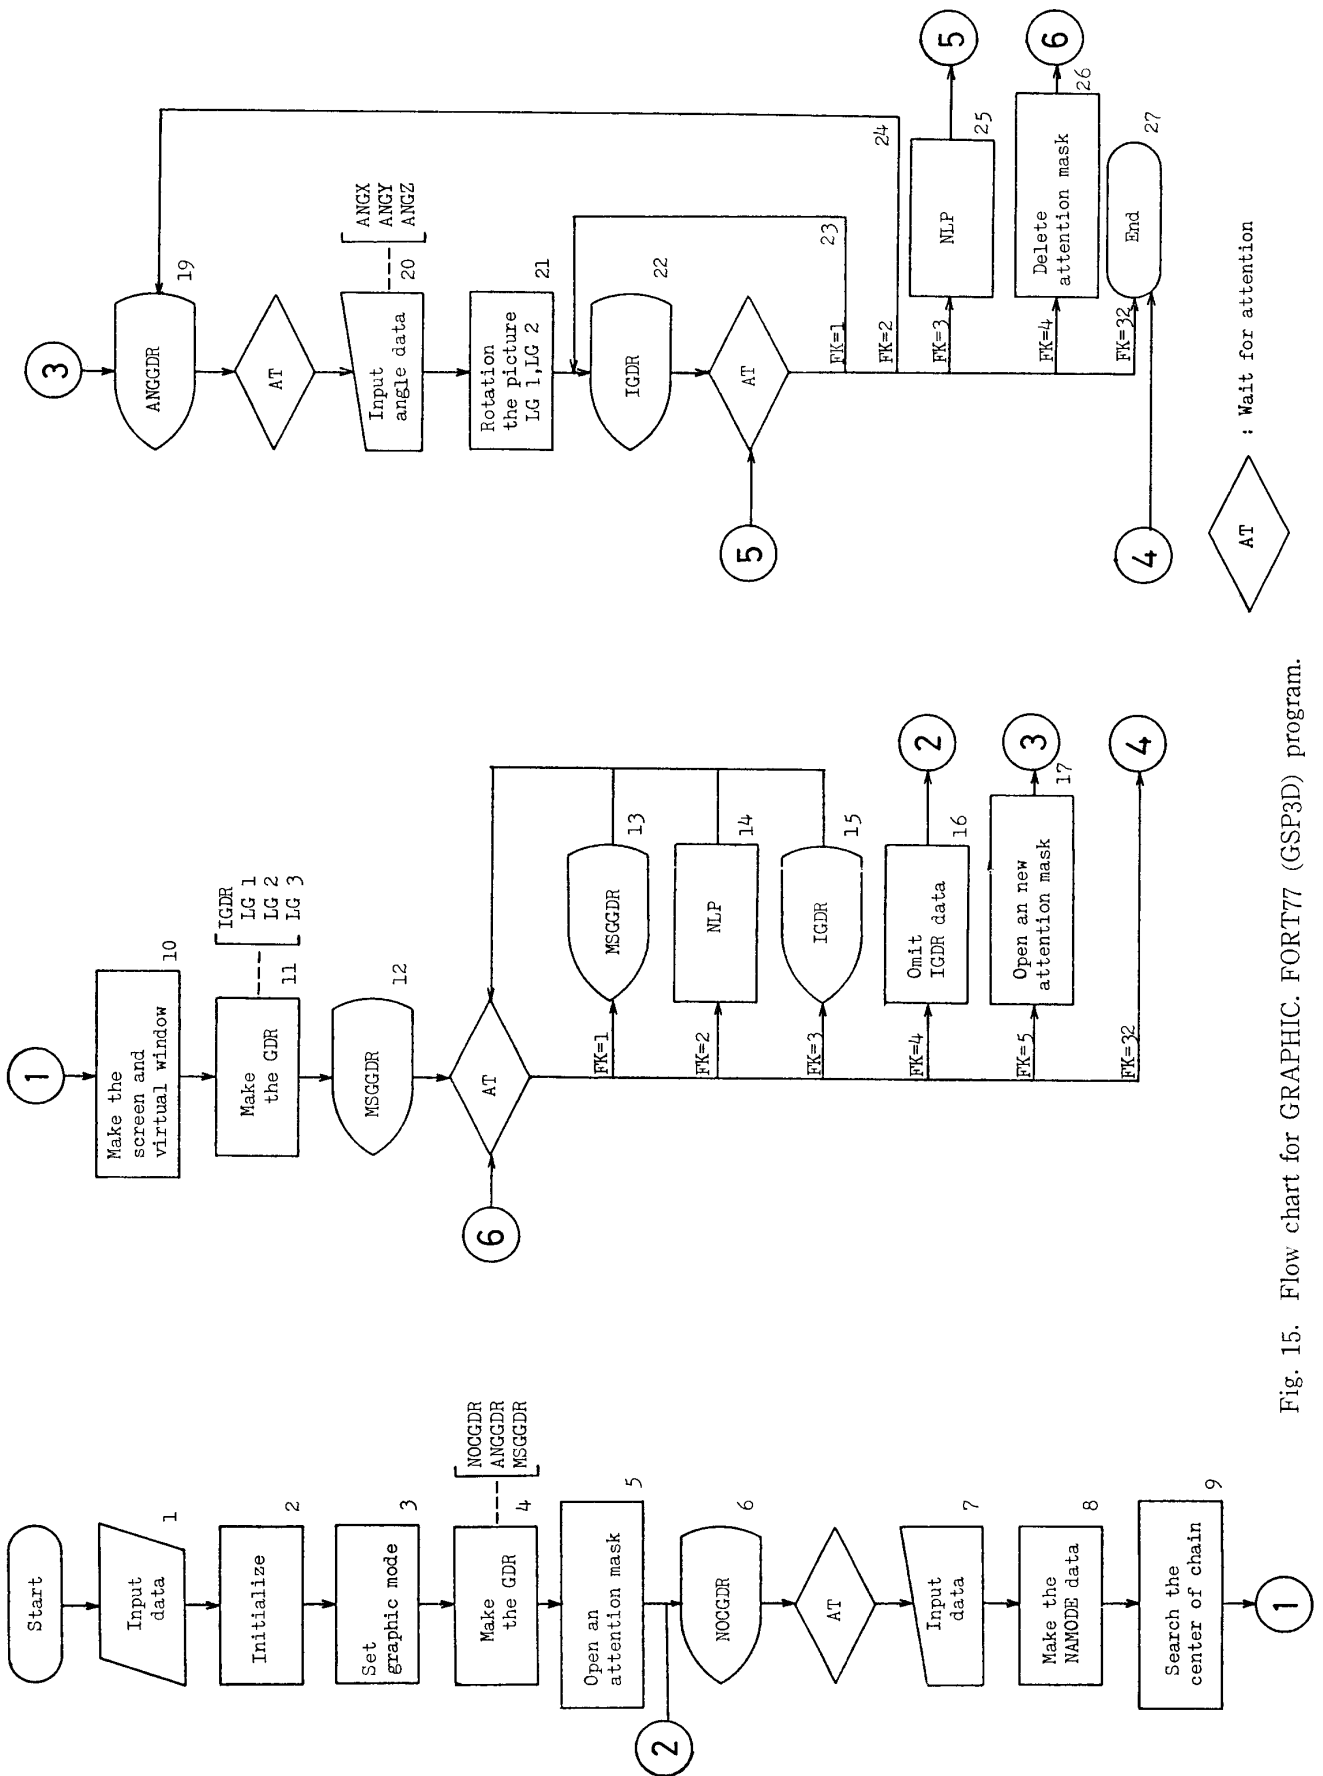 Start
Input
data
1
Initialize
2
Set
graphic mode
3
Make
the GDR
4
NOCGDR
ANGGDR
MSGGDR
Open an
attention mask
5
2
NOCGDR
6
AT
Input
data
7
Make the
NAMODE data
8
Search the
center of chain
9
1
1
Make the
screen and
virtual window
10
Make
the GDR
11
IGDR
LG 1
LG 2
LG 3
MSGGDR
12
6
AT
FK=1
MSGGDR
13
FK=2
NLP
14
FK=3
IGDR
15
FK=4
Omit
IGDR data
16
2
FK=5
Open an new
attention mask
17
3
FK=32
4
3
ANGGDR
19
AT
Input
angle data
20
ANGX
ANGY
ANGZ
Rotation
the picture
LG 1,LG 2
21
IGDR
22
5
AT
FK=1
23
FK=2
24
FK=3
NLP
25
5
FK=4
Delete
attention mask
26
6
FK=32
End
27
4
AT
: Wait for attention
Fig. 15. Flow chart for GRAPHIC. FORT77 (GSP3D) program.